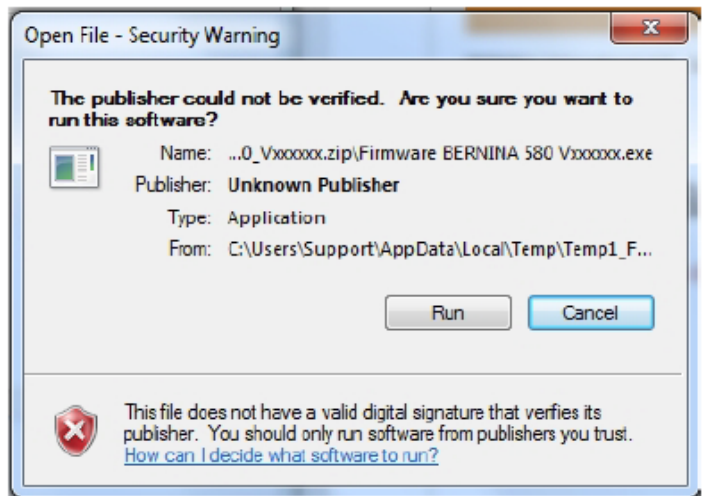 Open File - Security Warning
The publisher could not be verified.  Are you sure you want to
run this software?
Name: ...0_Vxxxxxx.zip\Firmware BERNINA 580 Vxxxxxx.exe
Publisher: Unknown Publisher
Type: Application
From: C:\Users\Support\AppData\Local\Temp\Temp1_F...
Run
Cancel
This file does not have a valid digital signature that verfies its
publisher.  You should only run software from publishers you trust.
How can I decide what software to run?